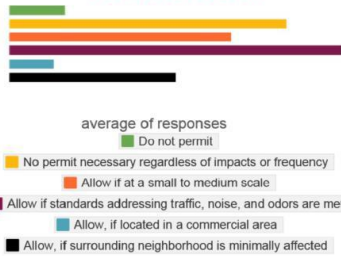 average of responses
Do not permit
No permit necessary regardless of impacts or frequency
Allow if at a small to medium scale
Allow if standards addressing traffic, noise, and odors are
Allow, if located in a commercial area
Allow, if surrounding neighborhood is minimally affected